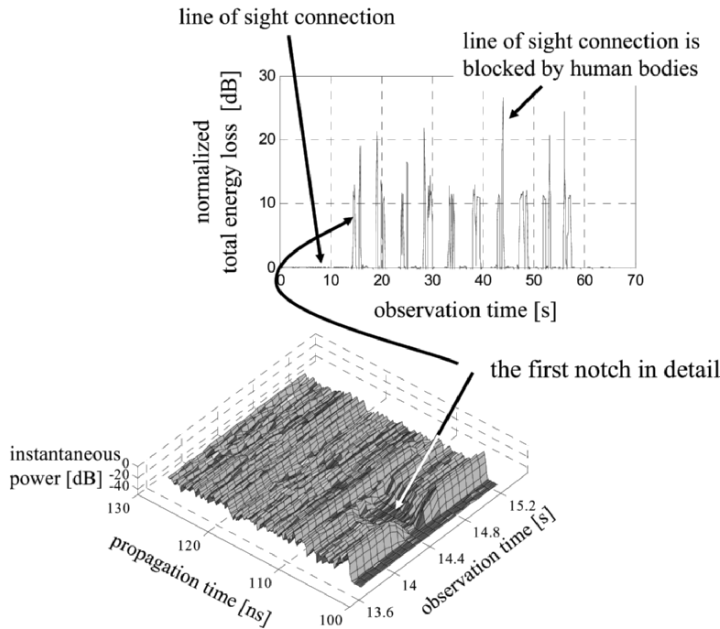 line of sight connection
line of sight connection is
blocked by human bodies
normalized
total energy loss [dB]
30
20
10
0
0 10 20 30 40 50 60 70
observation time [s]
the first notch in detail
instantaneous
power [dB]
0
-20
-40
130
120
110
100
propagation time [ns]
13.6
14
14.4
14.8
15.2
observation time [s]